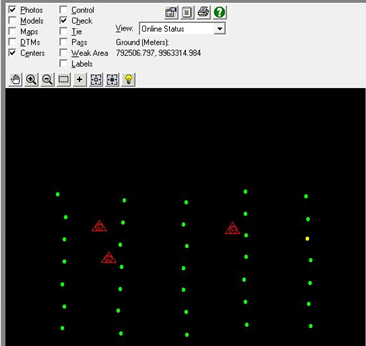 Photos
Control
Models
Check
Maps
Tie
View:
Online Status
DTMs
Pass
Ground (Meters):
Centers
Weak Area
792506.797, 9963314.984
Labels